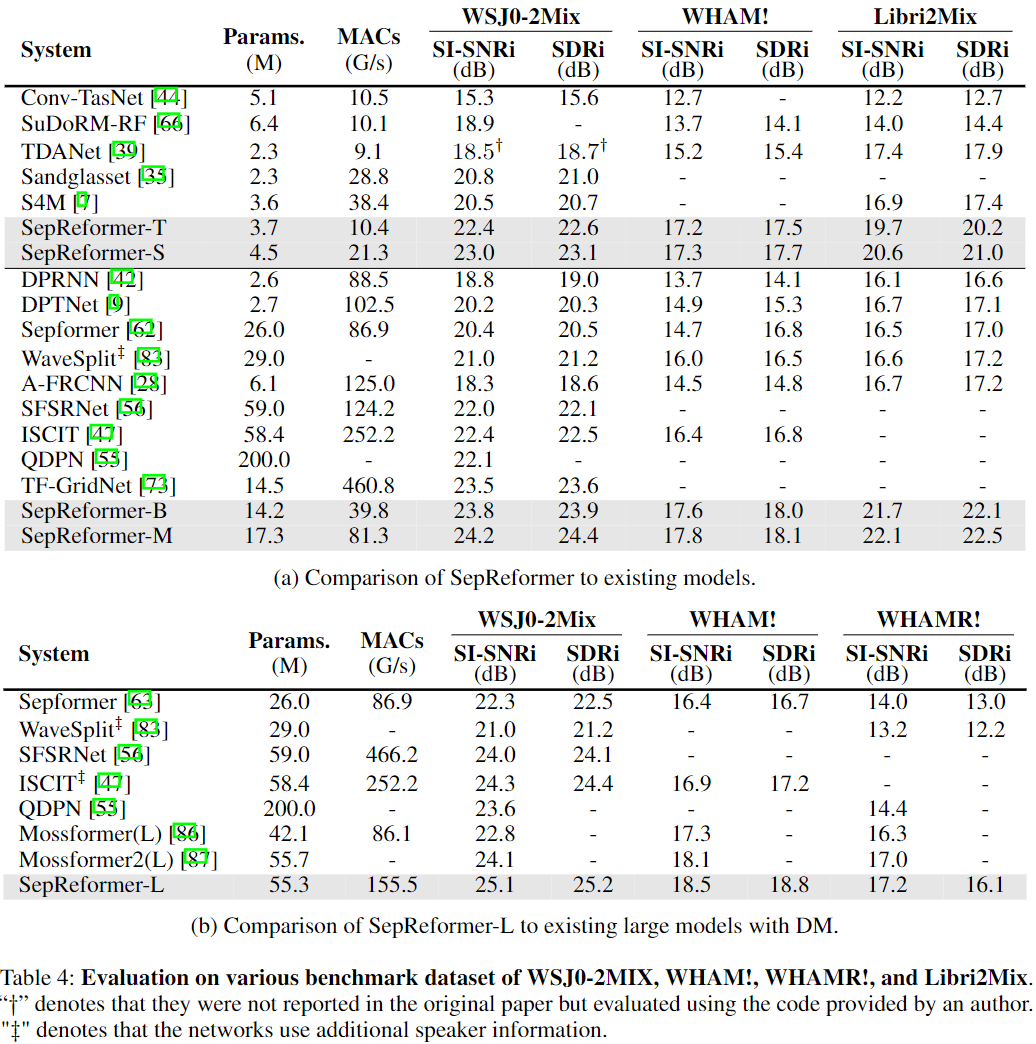 WSJ0-2Mix WHAM! Libri2Mix
System Params. MACs SI-SNRi SDRi SI-SNRi SDRi SI-SNRi SDRi
(M) (G/s) (dB) (dB) (dB) (dB) (dB) (dB)
Conv-TasNet [44] 5.1 10.5 15.3 15.6 12.7 - 12.2 12.7
SuDoRM-RF [66] 6.4 10.1 18.9 - 13.7 14.1 14.0 14.4
TDANet [39] 2.3 9.1 18.5† 18.7† 15.2 15.4 17.4 17.9
Sandglasset [35] 2.3 28.8 20.8 21.0 - - - -
S4M [7] 3.6 38.4 20.5 20.7 - - 16.9 17.4
SepReformer-T 3.7 10.4 22.4 22.6 17.2 17.5 19.7 20.2
SepReformer-S 4.5 21.3 23.0 23.1 17.3 17.7 20.6 21.0
DPRNN [42] 2.6 88.5 18.8 19.0 13.7 14.1 16.1 16.6
DPTNet [9] 2.7 102.5 20.2 20.3 14.9 15.3 16.7 17.1
Sepformer [62] 26.0 86.9 20.4 20.5 14.7 16.8 16.5 17.0
WaveSplit‡ [83] 29.0 - 21.0 21.2 16.0 16.5 16.6 17.2
A-FRCNN [28] 6.1 125.0 18.3 18.6 14.5 14.8 16.7 17.2
SFSRNet [56] 59.0 124.2 22.0 22.1 - - - -
ISCIT [47] 58.4 252.2 22.4 22.5 16.4 16.8 - -
QDPN [55] 200.0 - 22.1 - - - - -
TF-GridNet [73] 14.5 460.8 23.5 23.6 - - - -
SepReformer-B 14.2 39.8 23.8 23.9 17.6 18.0 21.7 22.1
SepReformer-M 17.3 81.3 24.2 24.4 17.8 18.1 22.1 22.5
(a) Comparison of SepReformer to existing models.
WSJ0-2Mix WHAM! WHAMR!
System Params. MACs SI-SNRi SDRi SI-SNRi SDRi SI-SNRi SDRi
(M) (G/s) (dB) (dB) (dB) (dB) (dB) (dB)
Sepformer [63] 26.0 86.9 22.3 22.5 16.4 16.7 14.0 13.0
WaveSplit‡ [83] 29.0 - 21.0 21.2 - - 13.2 12.2
SFSRNet [56] 59.0 466.2 24.0 24.1 - - - -
ISCIT‡ [47] 58.4 252.2 24.3 24.4 16.9 17.2 - -
QDPN [55] 200.0 - 23.6 - - - 14.4 -
Mossformer(L) [86] 42.1 86.1 22.8 - 17.3 - 16.3 -
Mossformer2(L) [87] 55.7 - 24.1 - 18.1 - 17.0 -
SepReformer-L 55.3 155.5 25.1 25.2 18.5 18.8 17.2 16.1
(b) Comparison of SepReformer-L to existing large models with DM.
Table 4: Evaluation on various benchmark dataset of WSJ0-2MIX, WHAM!, WHAMR!, and Libri2Mix.
“†” denotes that they were not reported in the original paper but evaluated using the code provided by an author.
"‡" denotes that the networks use additional speaker information.